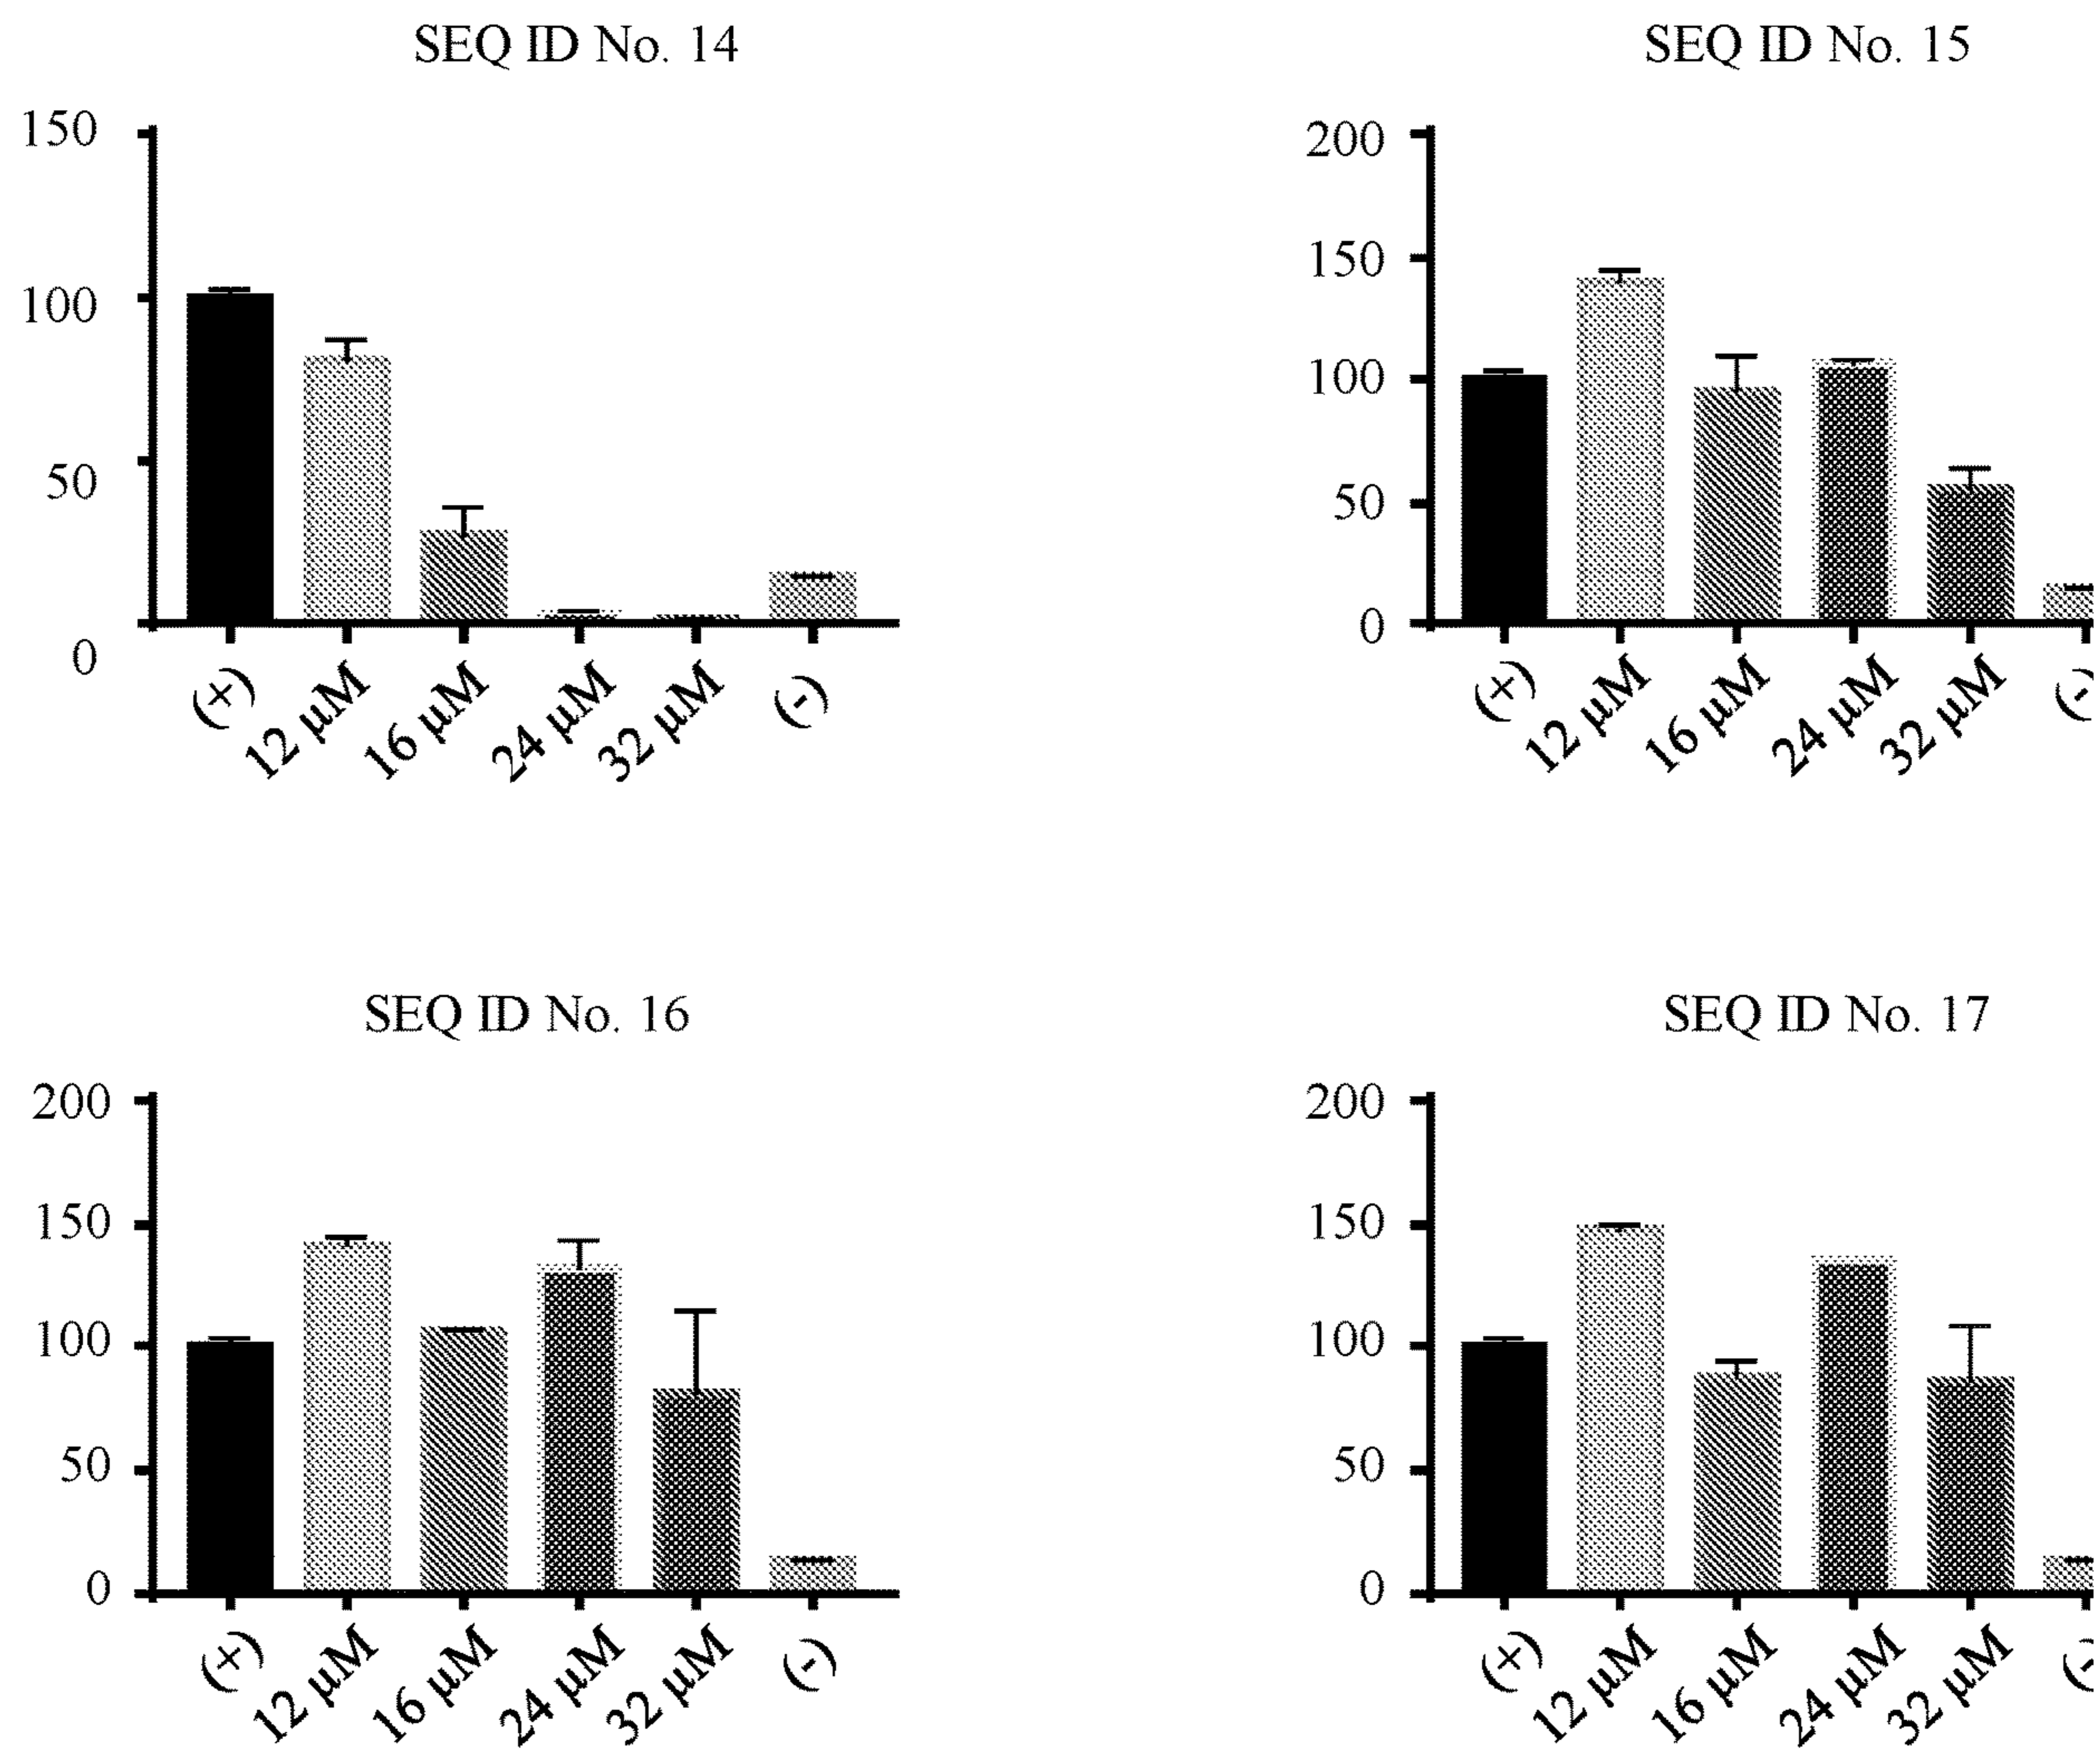 SEQ ID No. 14
150
100
50
0
(+)
12 µM
16 µM
24 µM
32 µM
(-)
SEQ ID No. 15
200
150
100
50
0
(+)
12 µM
16 µM
24 µM
32 µM
(-
SEQ ID No. 16
200
150
100
50
0
(+)
12 µM
16 µM
24 µM
32 µM
(-)
SEQ ID No. 17
200
150
100
50
0
(+)
12 µM
16 µM
24 µM
32 µM
(-